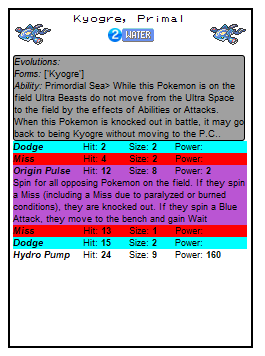 Kyogre, Primal
2 WATER
Evolutions:
Forms: ['Kyogre']
Ability: Primordial Sea> While this Pokemon is on the
field Ultra Beasts do not move from the Ultra Space
to the field by the effects of Abilities or Attacks.
When this Pokemon is knocked out in battle, it may go
back to being Kyogre without moving to the P.C..
Dodge Hit: 2 Size: 2 Power:
Miss Hit: 4 Size: 2 Power:
Origin Pulse Hit: 12 Size: 8 Power: 2
Spin for all opposing Pokemon on the field. If they spin
a Miss (including a Miss due to paralyzed or burned
conditions), they are knocked out. If they spin a Blue
Attack, they move to the bench and gain Wait
Miss Hit: 13 Size: 1 Power:
Dodge Hit: 15 Size: 2 Power:
Hydro Pump Hit: 24 Size: 9 Power: 160